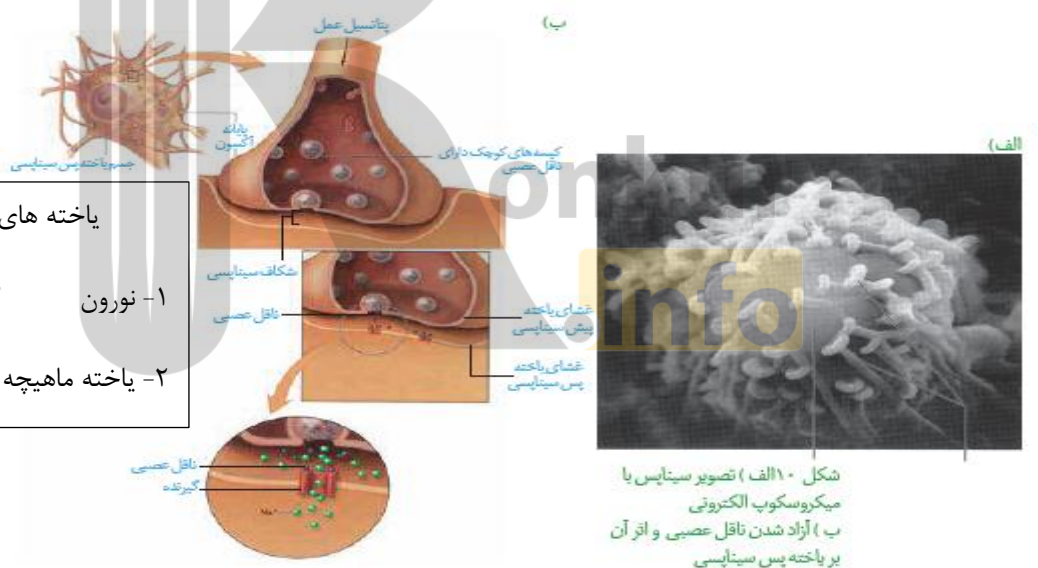 الف)
شکل ۱۰الف ) تصویر سیناپس با
میکروسکوپ الکترونی
ب ) آزاد شدن ناقل عصبی و اثر آن
بر یاخته پس سیناپسی
ب)
پتانسیل عمل
پایانه
آکسون
جسم یاخته پس سیناپسی
کیسه‌های کوچک دارای
ناقل عصبی
شکاف سیناپسی
ناقل عصبی
غشای یاخته
پیش سیناپسی
غشای یاخته
پس سیناپسی
ناقل عصبی
گیرنده
Na⁺
یاخته های
۱- نورون
۲- یاخته ماهیچه
onk
.info